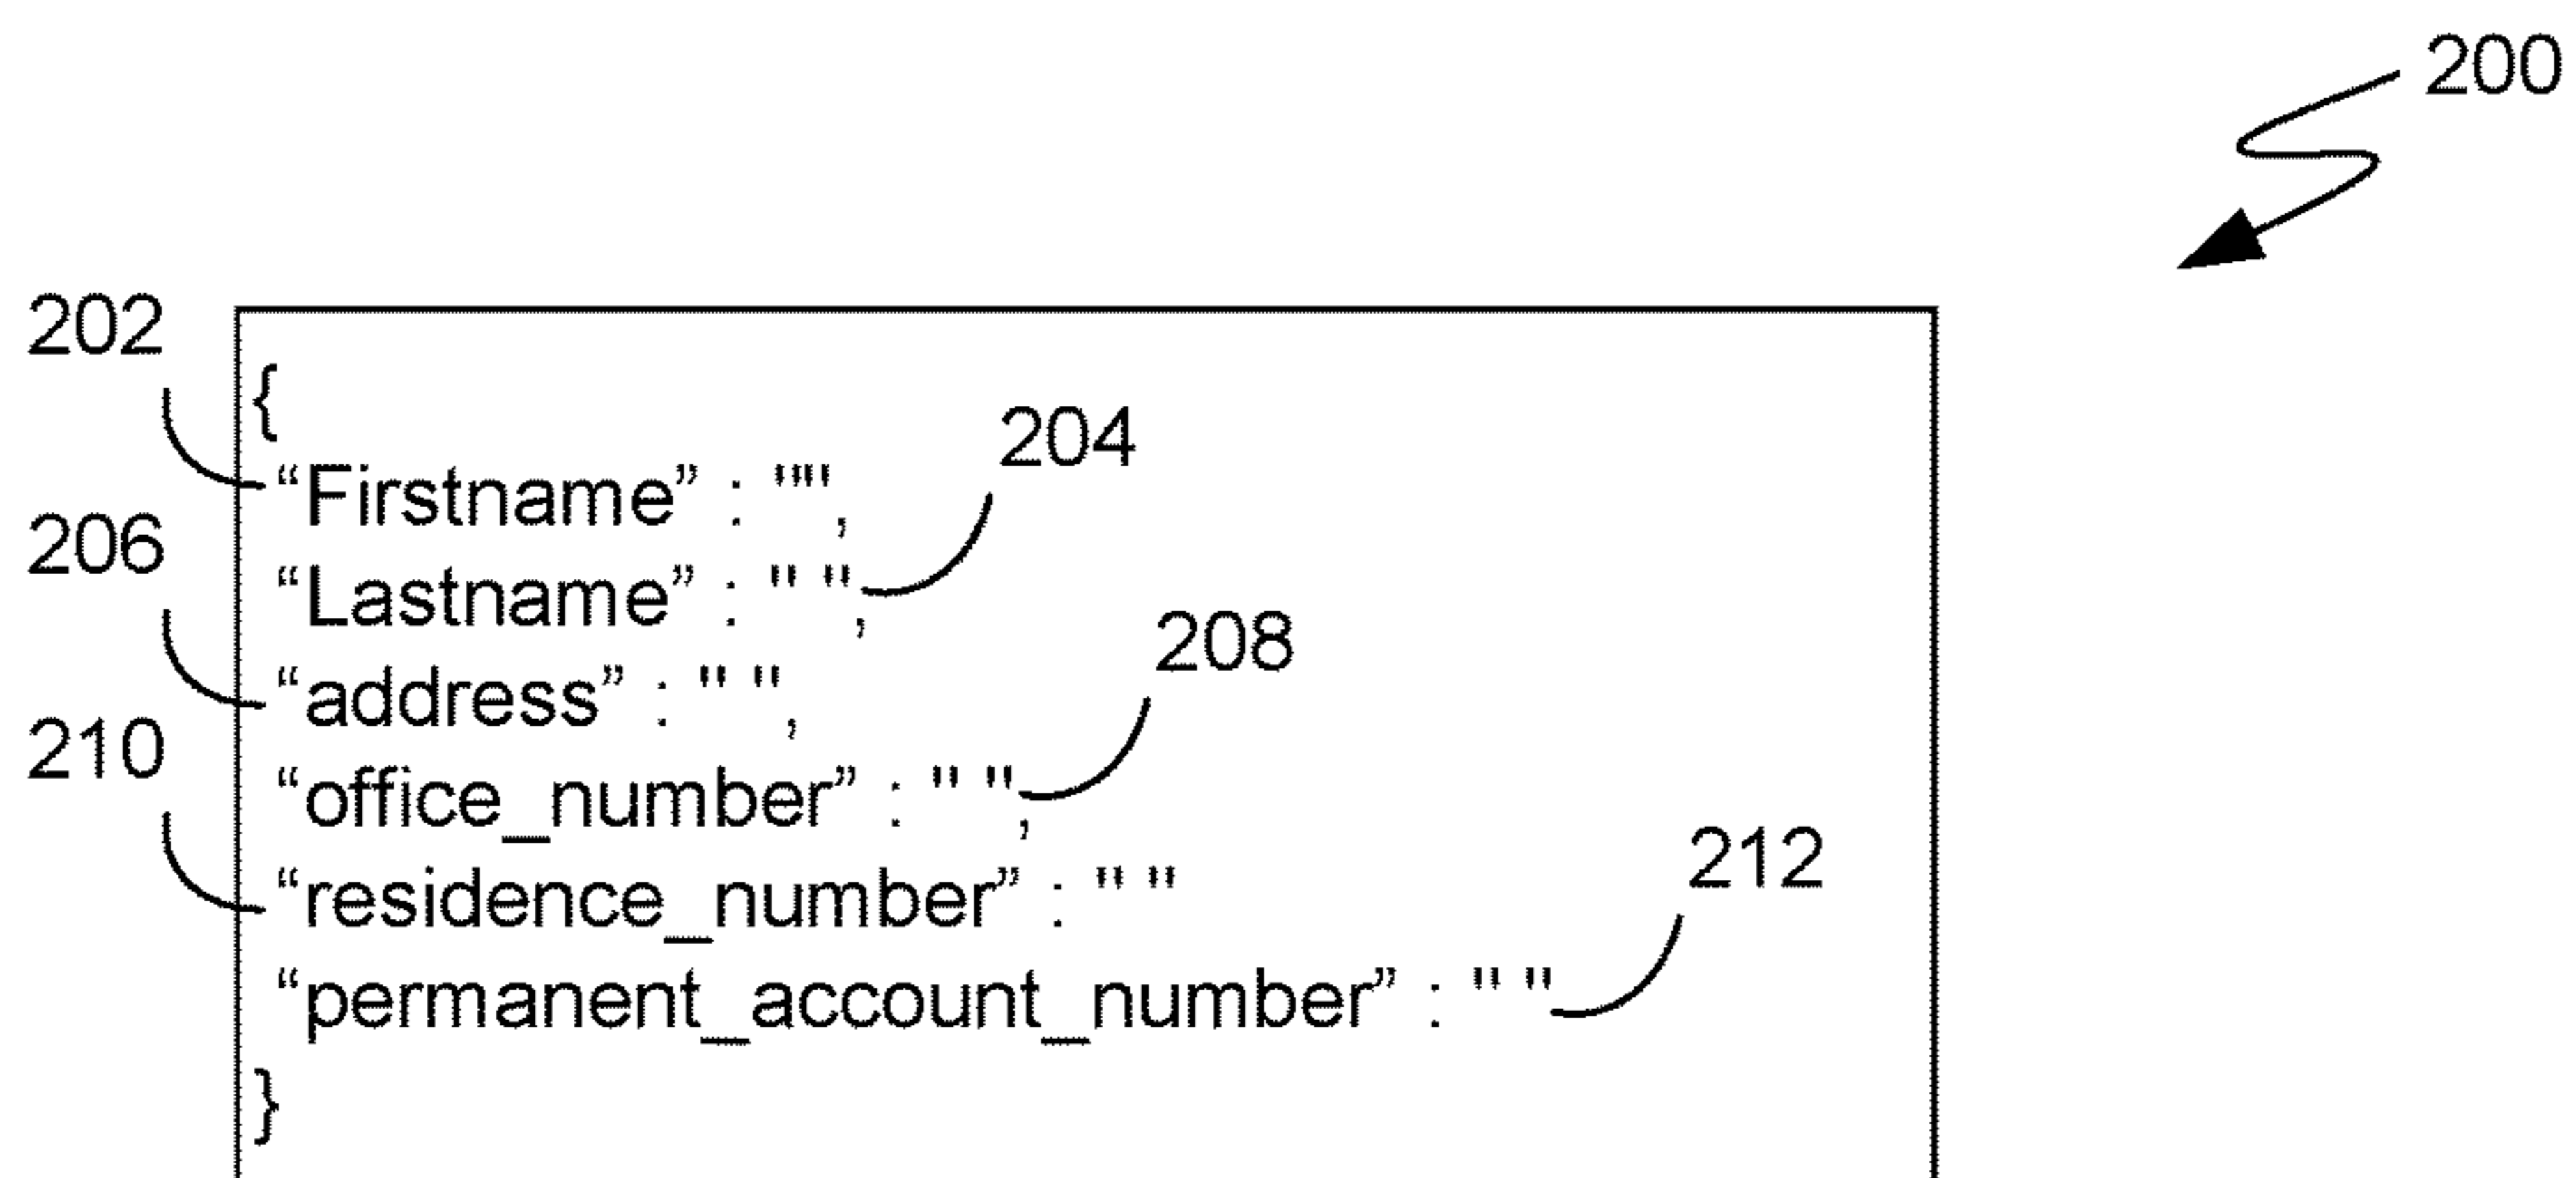 200
202
{
204
“Firstname” : "",
206
“Lastname” : " ",
208
“address” : " ",
210
“office_number” : " ",
212
“residence_number” : " "
“permanent_account_number” : " "
}